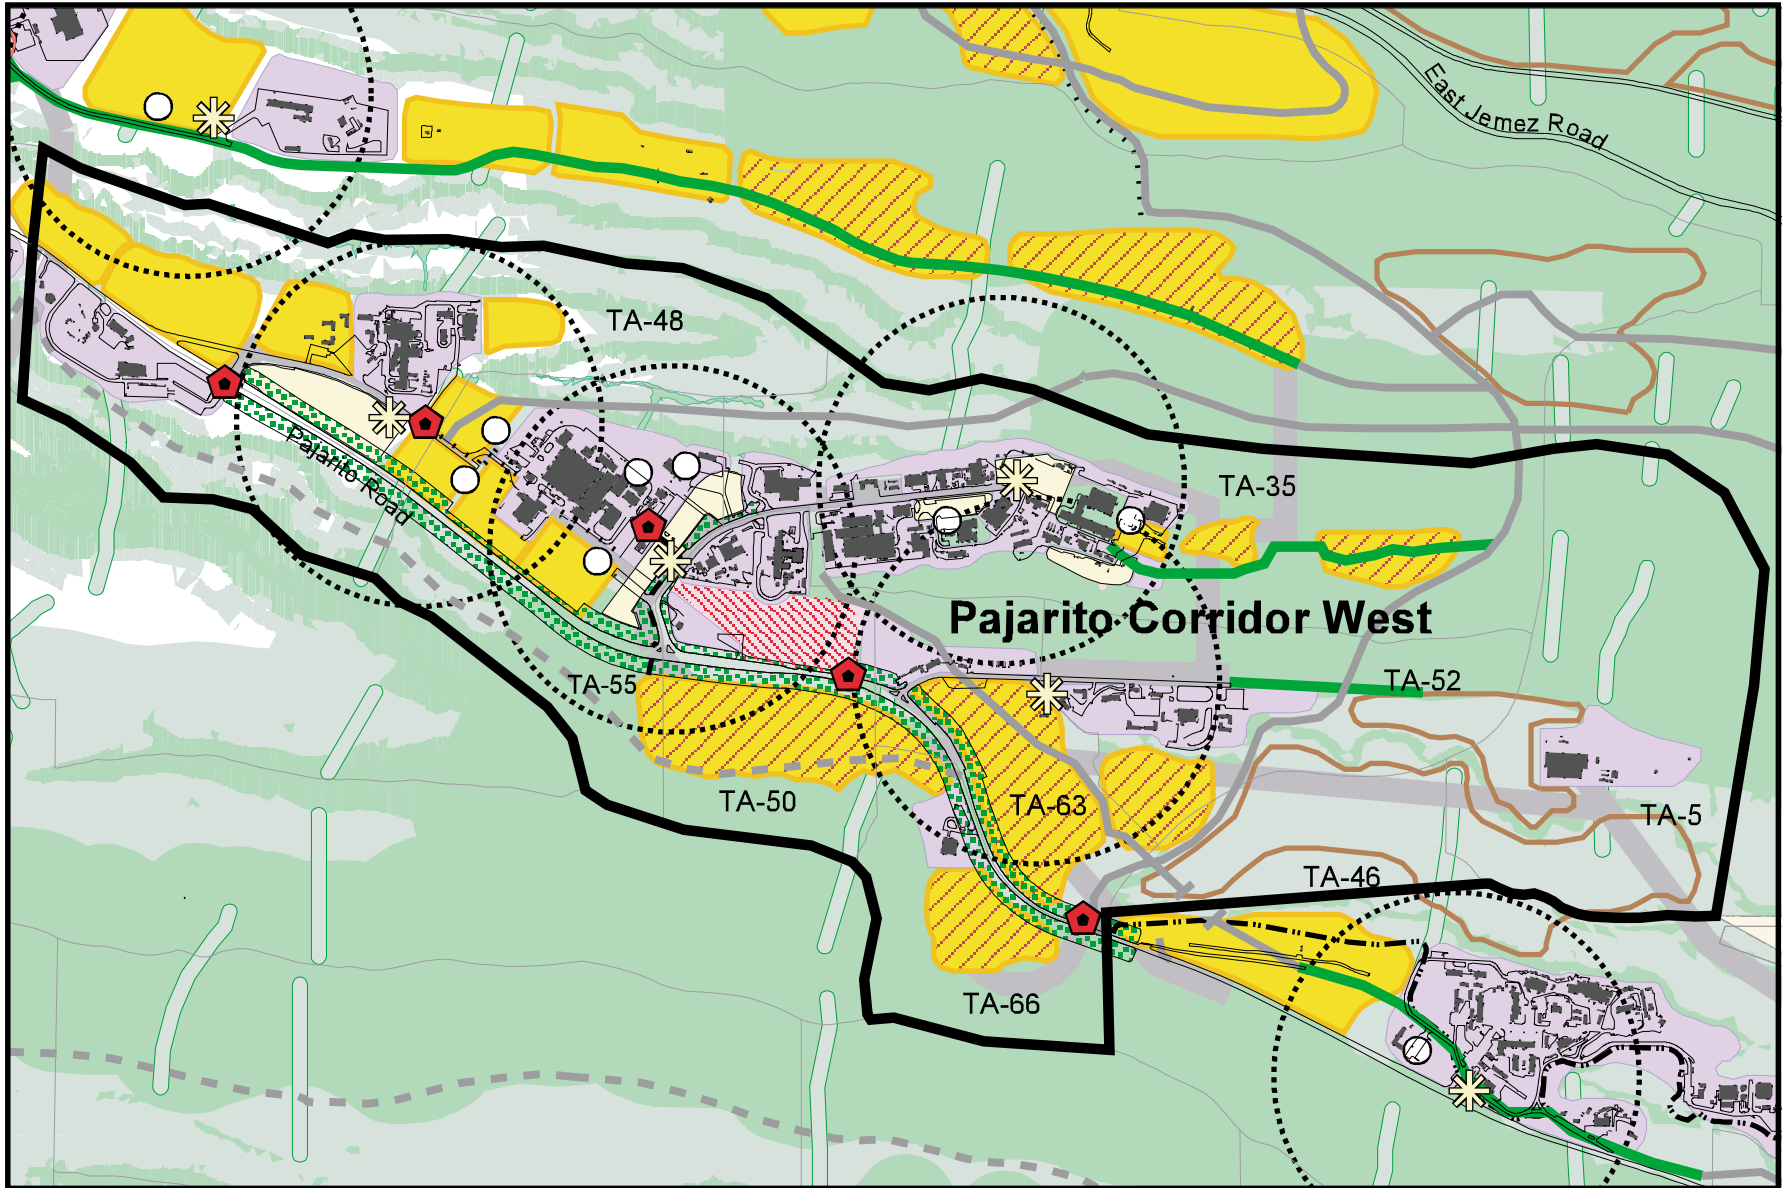 East Jemez Road
TA-48
Pajarito Road
TA-35
Pajarito Corridor West
TA-55
TA-52
TA-50
TA-63
TA-5
TA-46
TA-66